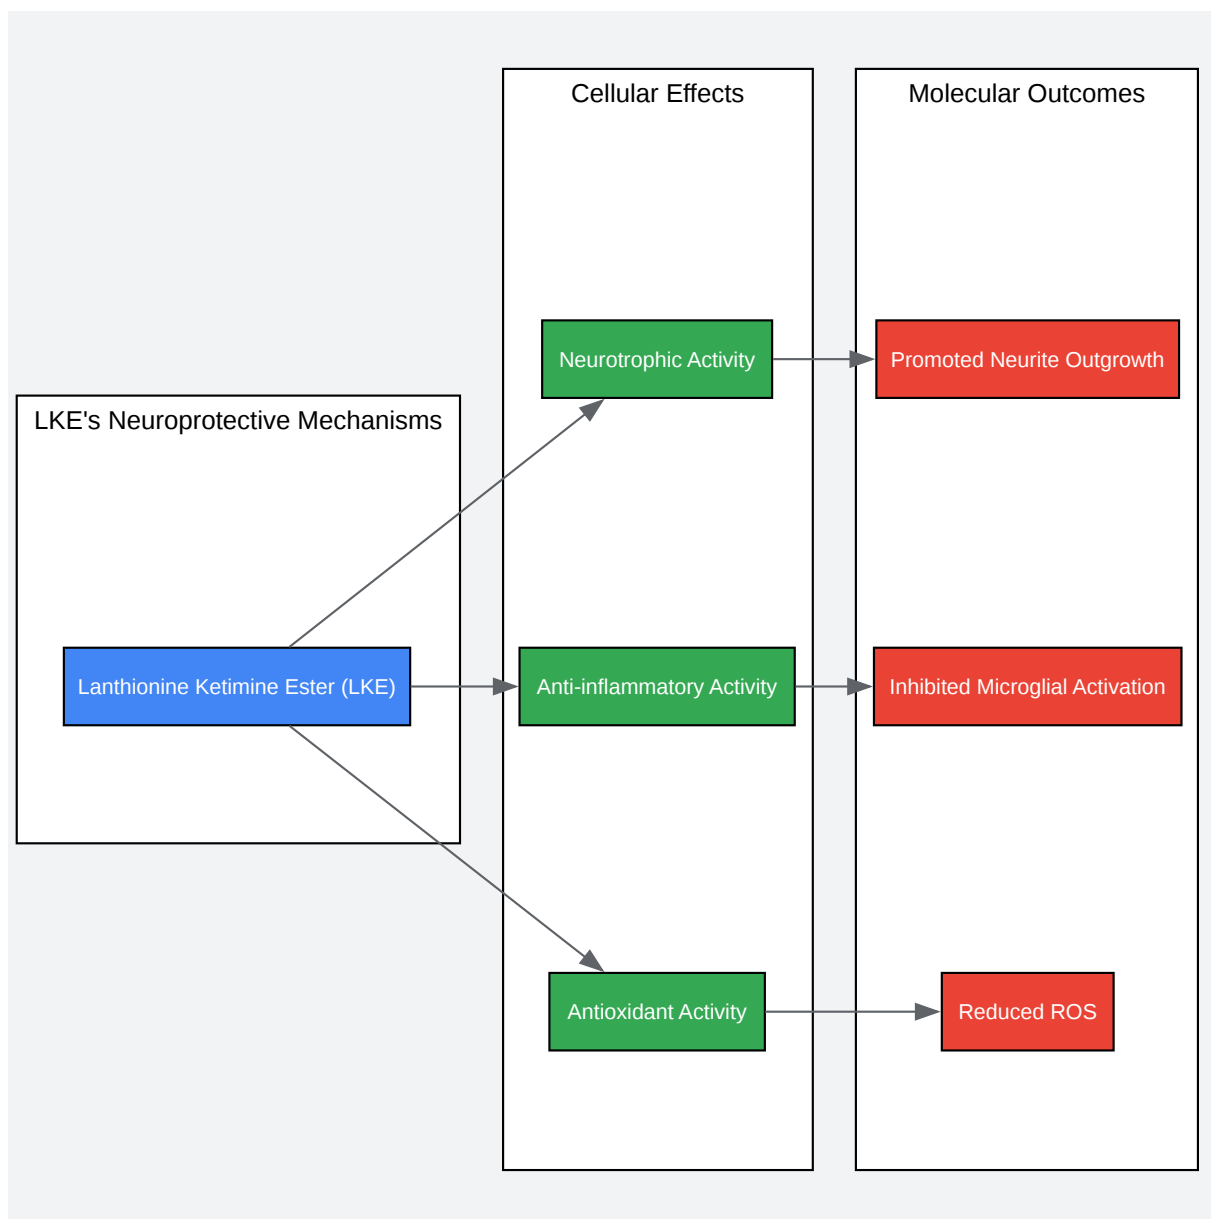 Cellular Effects
Molecular Outcomes
Neurotrophic Activity
Promoted Neurite Outgrowth
LKE's Neuroprotective Mechanisms
Lanthionine Ketimine Ester (LKE)
Anti-inflammatory Activity
Inhibited Microglial Activation
Antioxidant Activity
Reduced ROS